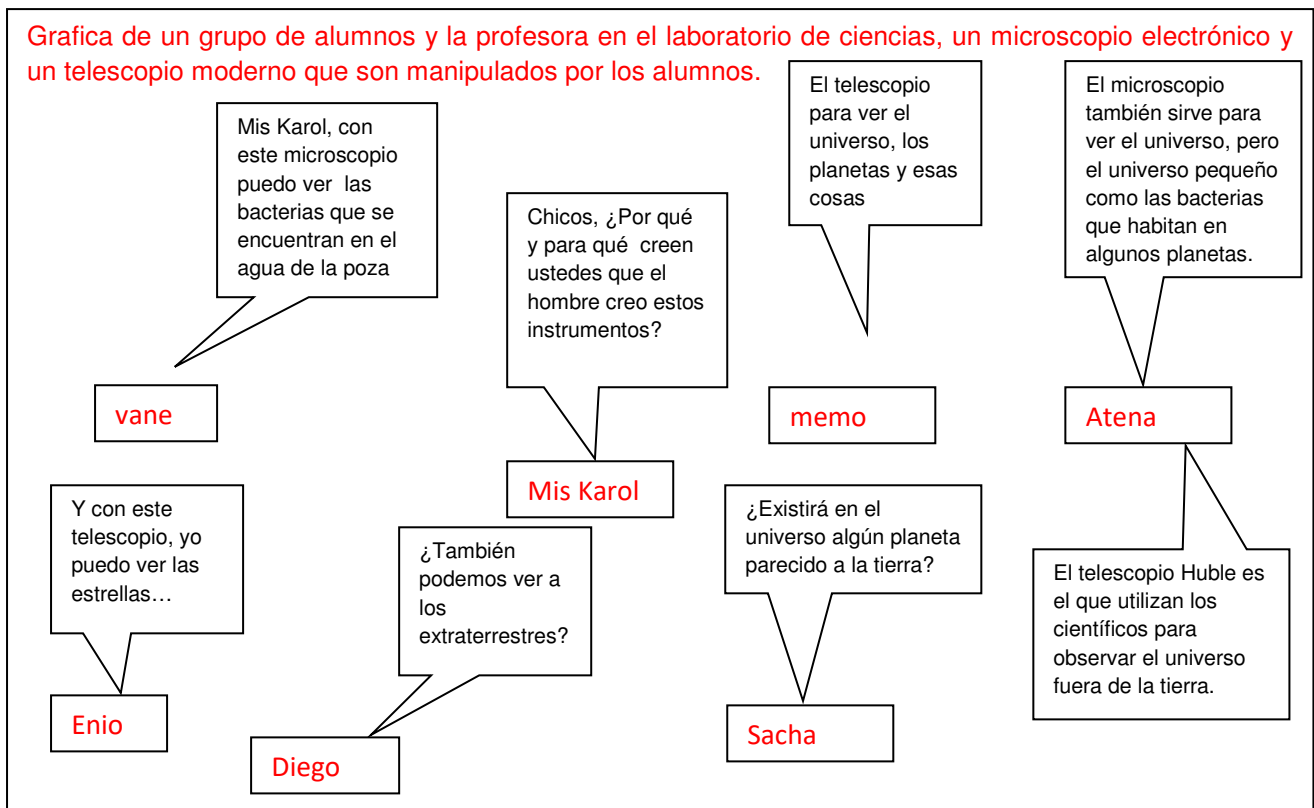 Grafica de un grupo de alumnos y la profesora en el laboratorio de ciencias, un microscopio electrónico y
un telescopio moderno que son manipulados por los alumnos.
Mis Karol, con
este microscopio
puedo ver las
bacterias que se
encuentran en el
agua de la poza
vane
Chicos, ¿Por qué
y para qué creen
ustedes que el
hombre creo estos
instrumentos?
Mis Karol
El telescopio
para ver el
universo, los
planetas y esas
cosas
memo
El microscopio
también sirve para
ver el universo, pero
el universo pequeño
como las bacterias
que habitan en
algunos planetas.
Atena
Y con este
telescopio, yo
puedo ver las
estrellas…
Enio
¿También
podemos ver a
los
extraterrestres?
Diego
¿Existirá en el
universo algún planeta
parecido a la tierra?
Sacha
El telescopio Huble es
el que utilizan los
científicos para
observar el universo
fuera de la tierra.